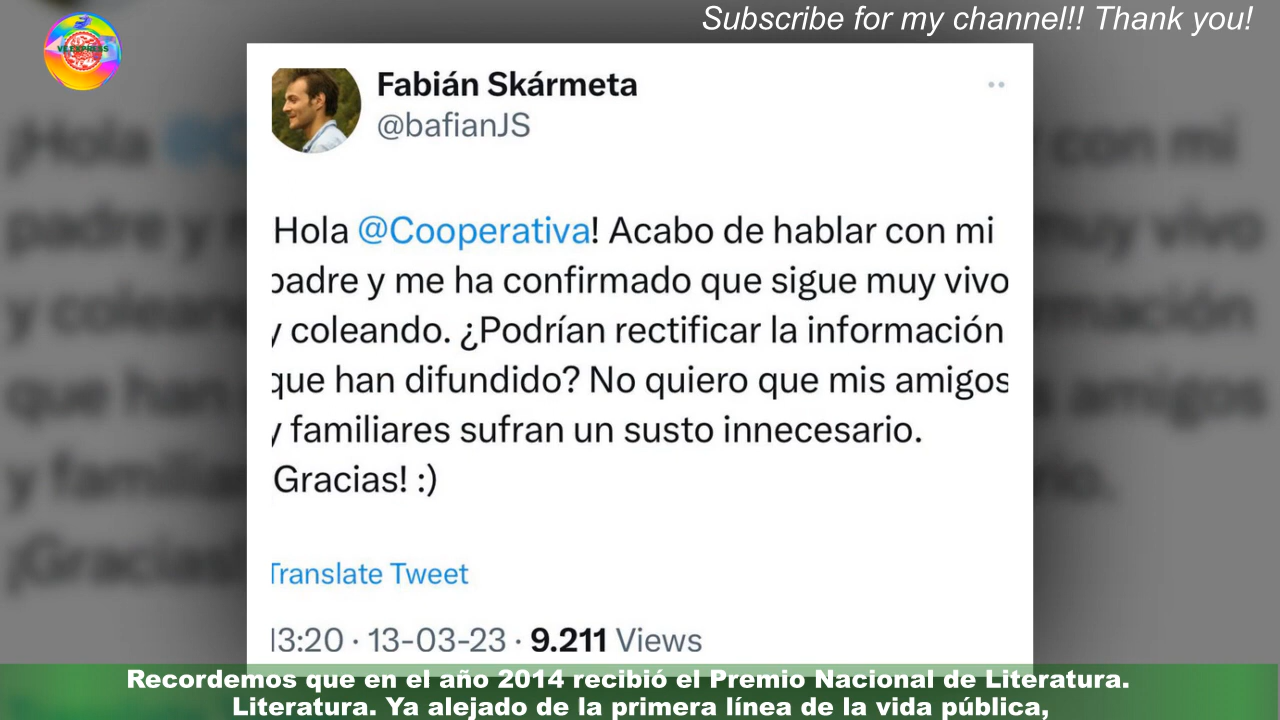 Subscribe for my channel!! Thank you!
VE EXPRESS
Fabián Skármeta
@bafianJS
Hola @Cooperativa! Acabo de hablar con mi
padre y me ha confirmado que sigue muy vivo
y coleando. ¿Podrían rectificar la información
que han difundido? No quiero que mis amigos
y familiares sufran un susto innecesario.
Gracias! :)
Translate Tweet
13:20 · 13-03-23 · 9.211 Views
Recordemos que en el año 2014 recibió el Premio Nacional de Literatura.
Literatura. Ya alejado de la primera línea de la vida pública,